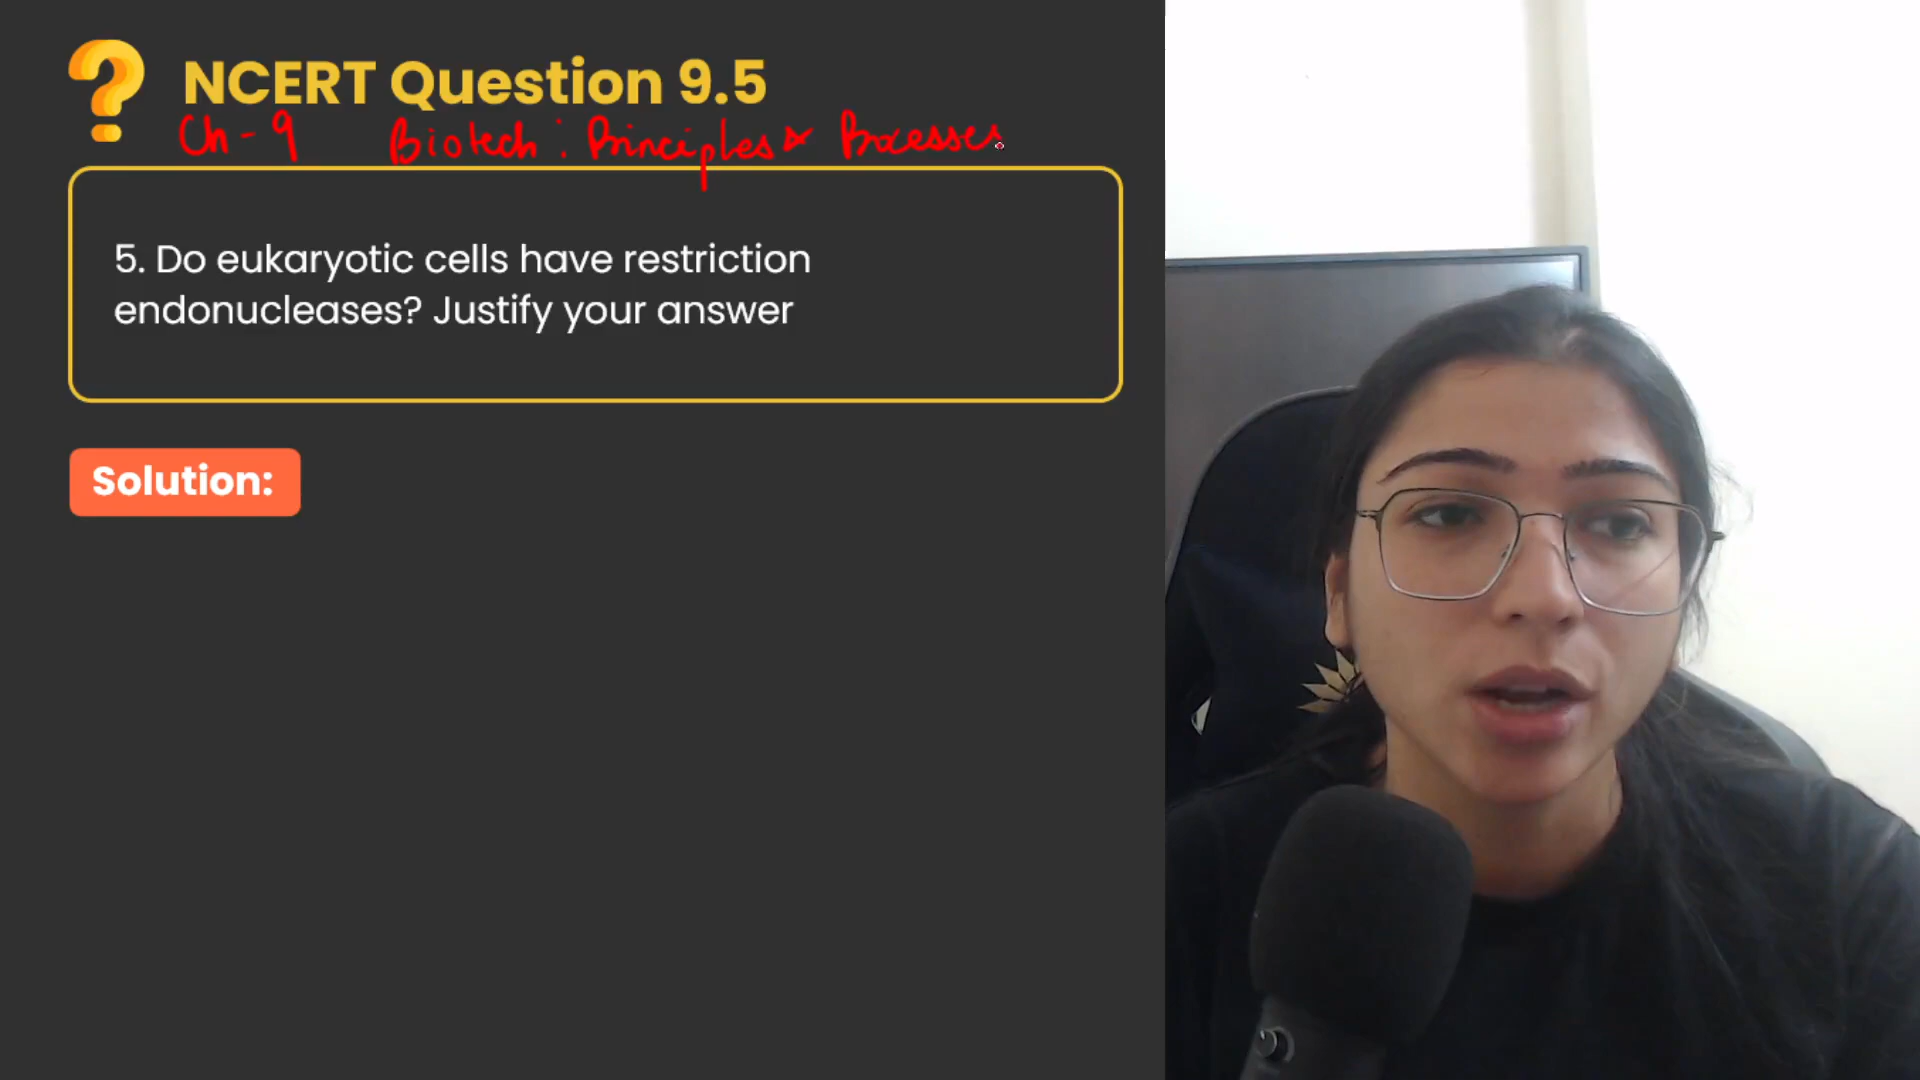 NCERT Question 9.5
Ch - 9 Biotech : Principles & Processes
5. Do eukaryotic cells have restriction
endonucleases? Justify your answer
Solution: